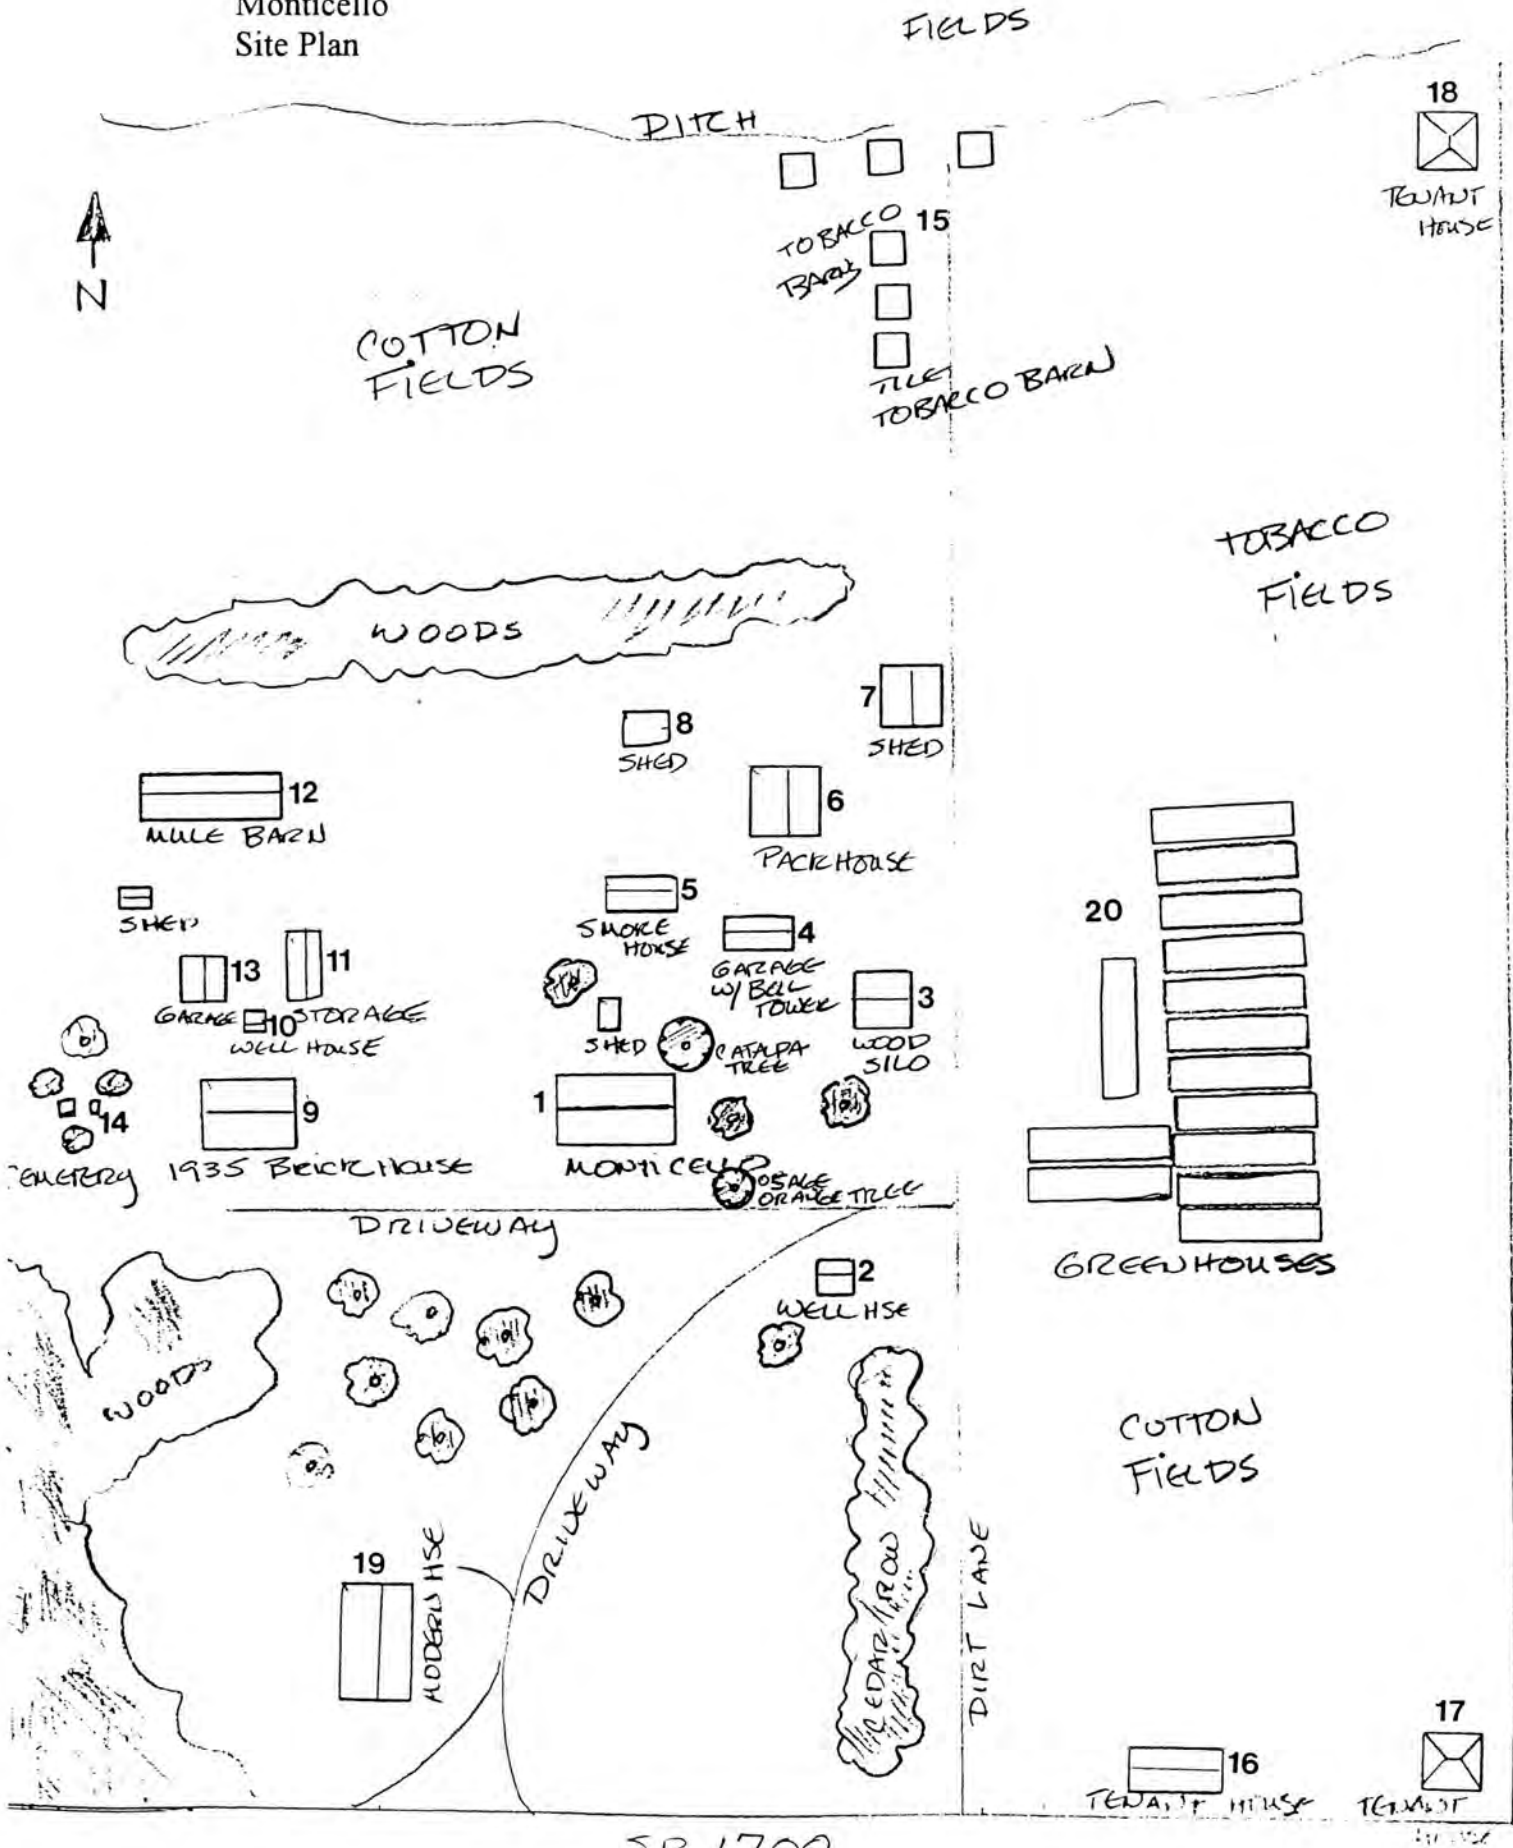 Monticello
Site Plan
FIELDS
DITCH
18
TENANT
HOUSE
N
TOBACCO
BARNS
15
TILE
TOBACCO BARN
COTTON
FIELDS
TOBACCO
FIELDS
WOODS
7
SHED
8
SHED
12
MULE BARN
6
PACKHOUSE
5
SMOKE
HOUSE
SHED
4
GARAGE
W/ BELL
TOWER
20
13
GARAGE
11
STORAGE
10
WELL HOUSE
3
WOOD
SILO
SHED
CATALPA
TREE
14
EMETERY
9
1935 BRICK HOUSE
1
MONTICELLO
OSAGE
ORANGE TREE
DRIVEWAY
GREENHOUSES
2
WELL HSE
WOODS
COTTON
FIELDS
DRIVEWAY
CEDAR ROW
DIRT LANE
19
MODERN HSE
16
TENANT HOUSE
17
TENANT